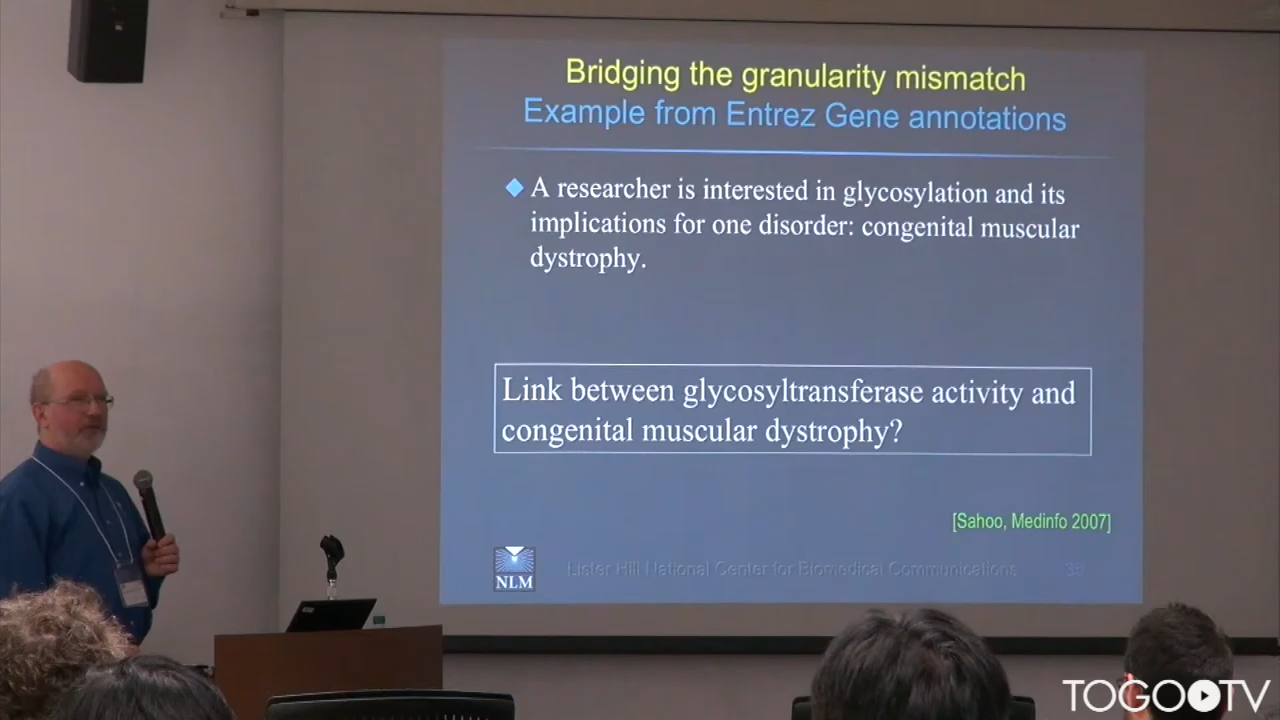 Bridging the granularity mismatch
Example from Entrez Gene annotations
A researcher is interested in glycosylation and its
implications for one disorder: congenital muscular
dystrophy.
Link between glycosyltransferase activity and
congenital muscular dystrophy?
[Sahoo, Medinfo 2007]
NLM
Lister Hill National Center for Biomedical Communications
TOGO TV